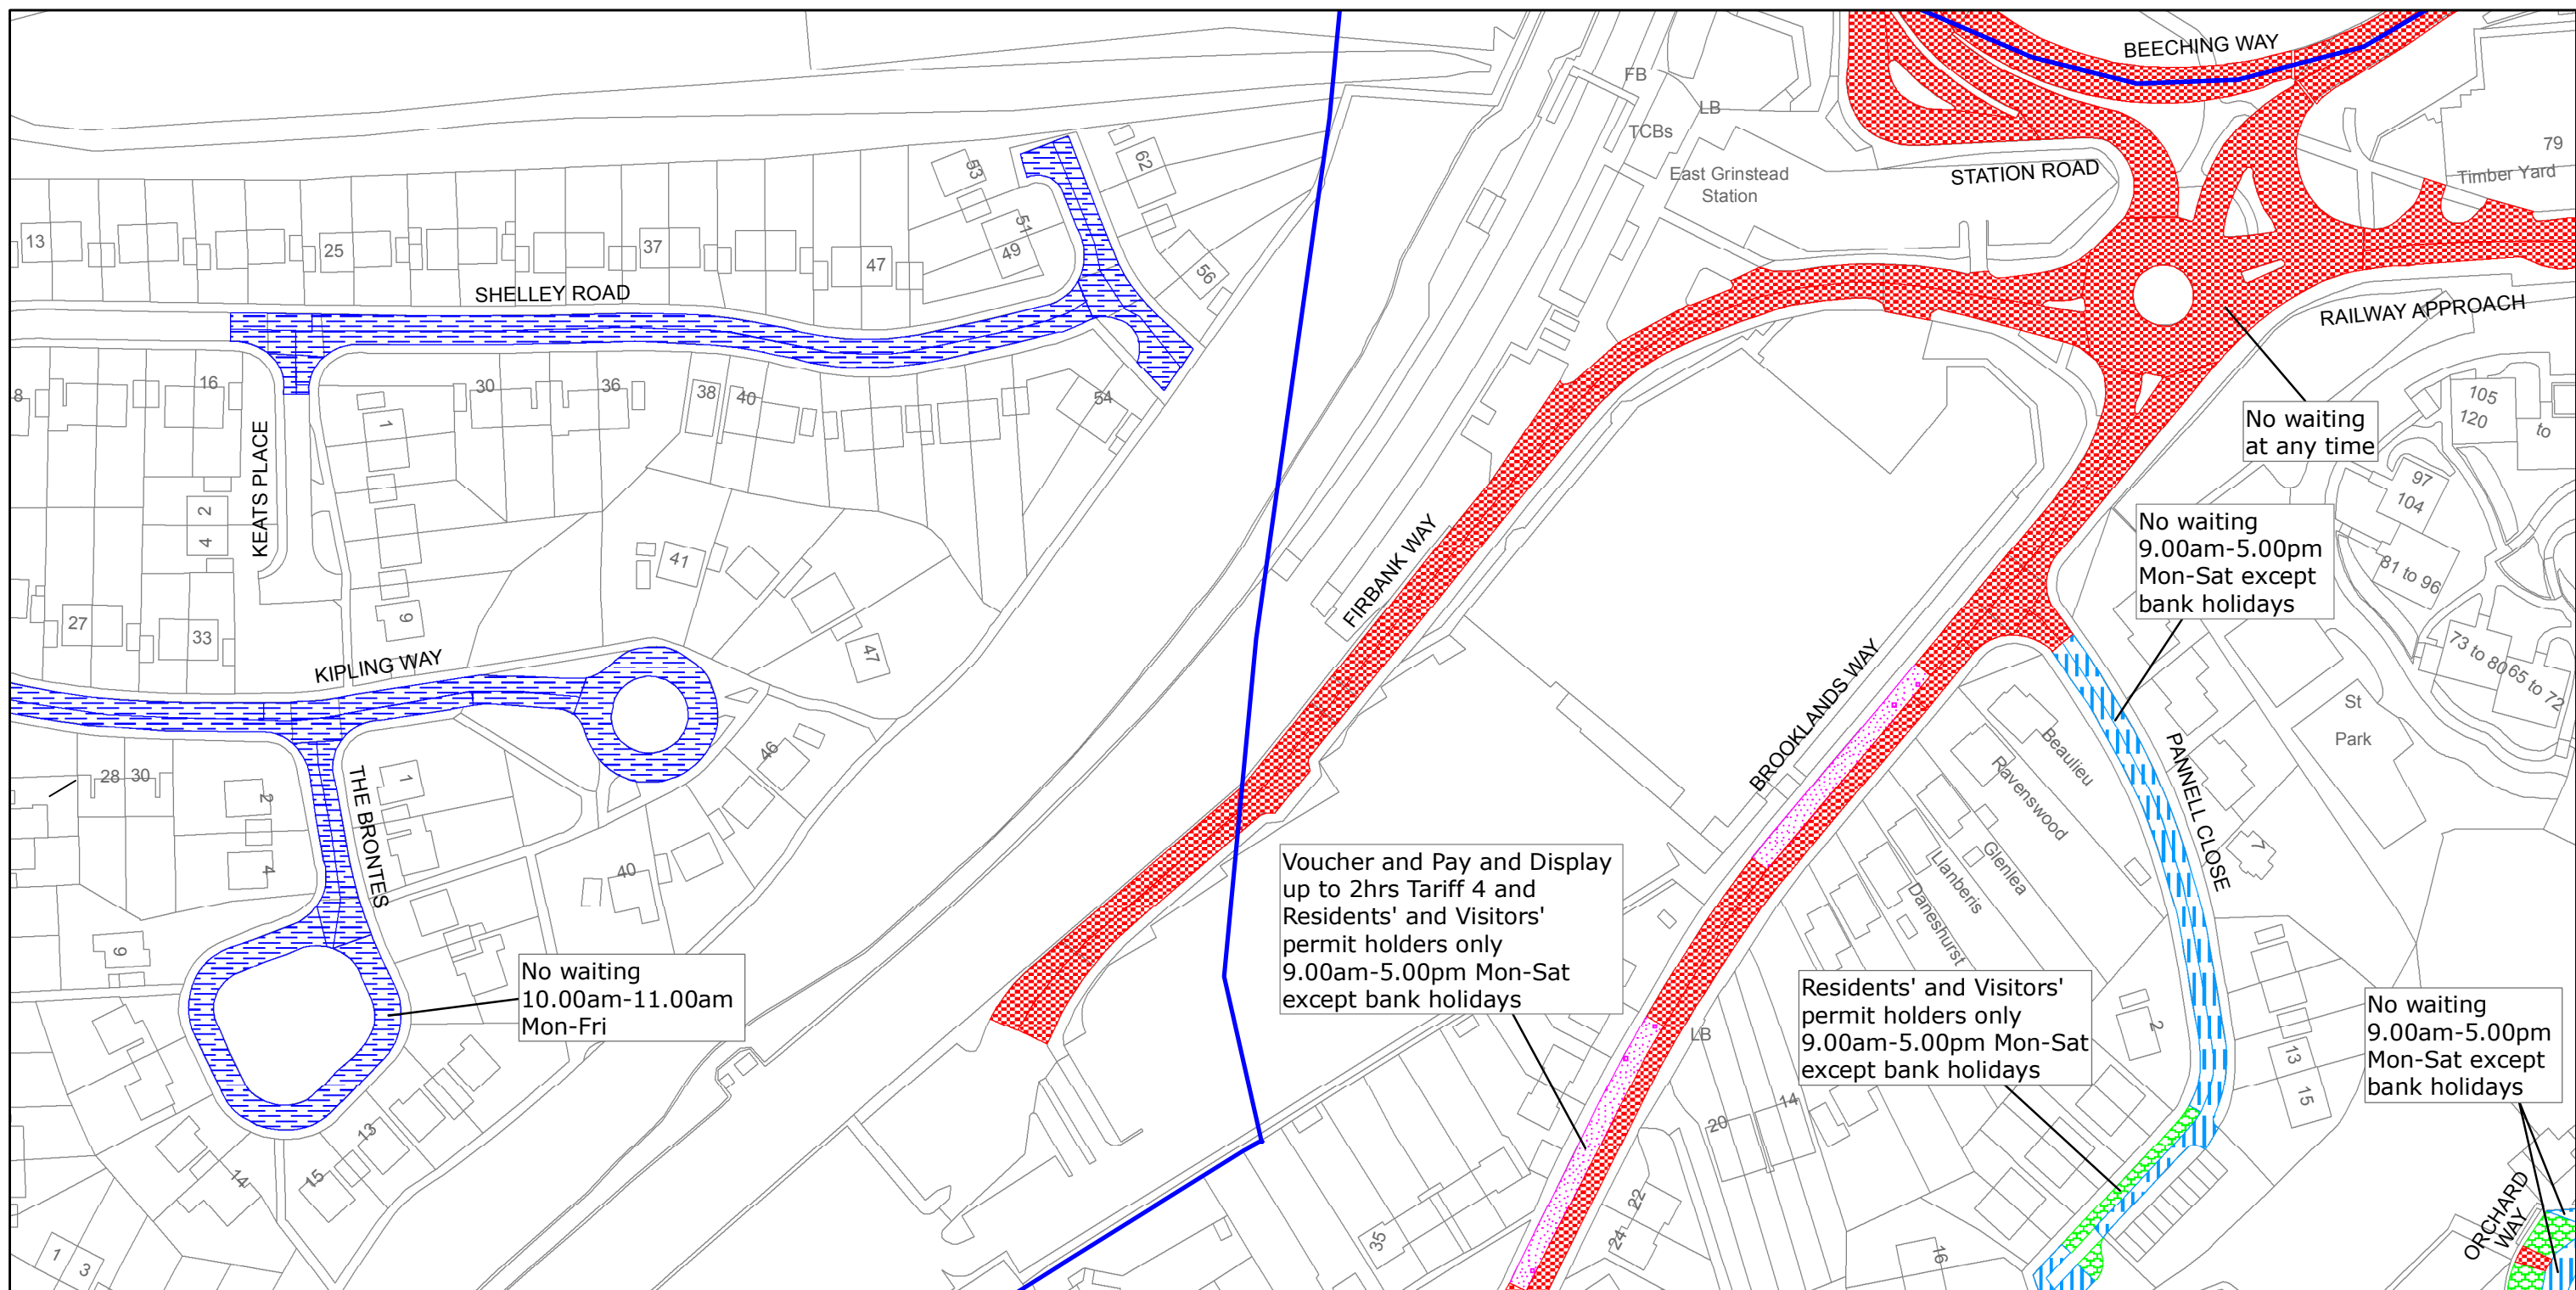 BEECHING WAY
FB
LB
TCBs
East Grinstead
Station
STATION ROAD
79
Timber Yard
53
62
51
49
56
13
25
37
47
SHELLEY ROAD
RAILWAY APPROACH
8
16
30
36
38
40
54
1
KEATS PLACE
2
4
9
41
47
27
33
KIPLING WAY
FIRBANK WAY
No waiting
at any time
105
120
to
97
104
81 to 96
73 to 80
65 to 72
St
Park
No waiting
9.00am-5.00pm
Mon-Sat except
bank holidays
BROOKLANDS WAY
PANNELL CLOSE
Beaulieu
Ravenswood
Glenlea
Llanberis
Daneshurst
7
28
30
2
4
THE BRONTES
1
46
40
6
No waiting
10.00am-11.00am
Mon-Fri
Voucher and Pay and Display
up to 2hrs Tariff 4 and
Residents' and Visitors'
permit holders only
9.00am-5.00pm Mon-Sat
except bank holidays
Residents' and Visitors'
permit holders only
9.00am-5.00pm Mon-Sat
except bank holidays
No waiting
9.00am-5.00pm
Mon-Sat except
bank holidays
LB
2
13
15
14
20
22
24
35
16
13
15
14
1
3
ORCHARD
WAY